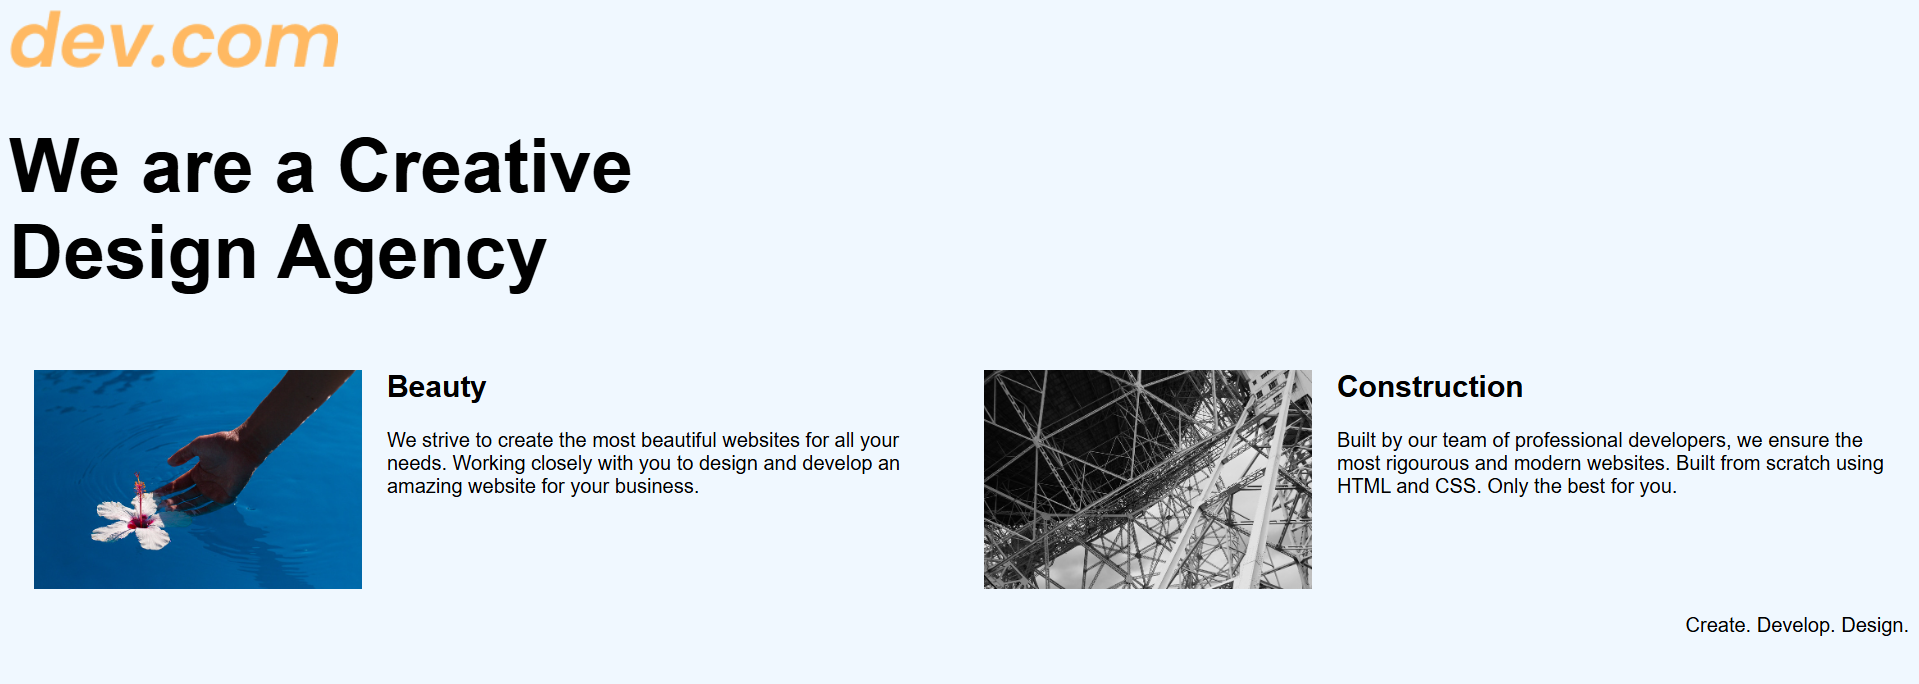 dev.com
We are a Creative
Design Agency
Beauty
We strive to create the most beautiful websites for all your
needs. Working closely with you to design and develop an
amazing website for your business.
Construction
Built by our team of professional developers, we ensure the
most rigourous and modern websites. Built from scratch using
HTML and CSS. Only the best for you.
Create. Develop. Design.